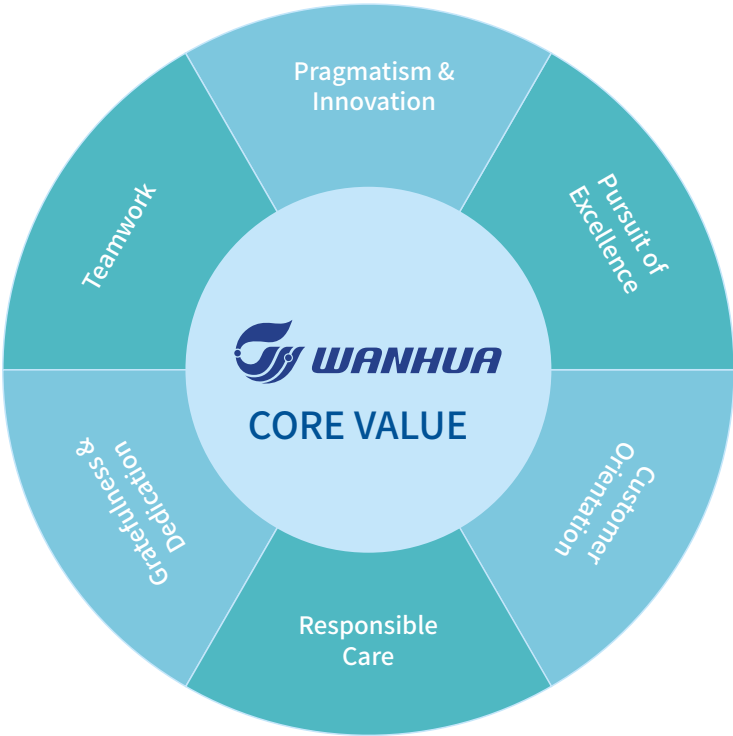 Pragmatism &
Innovation
Pursuit of
Excellence
Customer
Orientation
Responsible
Care
Gratefulness &
Dedication
Teamwork
WANHUA
CORE VALUE